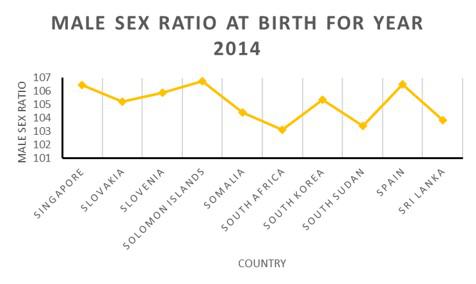 MALE SEX RATIO AT BIRTH FOR YEAR
2014
MALE SEX RATIO
107
106
105
104
103
102
101
SINGAPORE
SLOVAKIA
SLOVENIA
SOLOMON ISLANDS
SOMALIA
SOUTH AFRICA
SOUTH KOREA
SOUTH SUDAN
SPAIN
SRI LANKA
COUNTRY